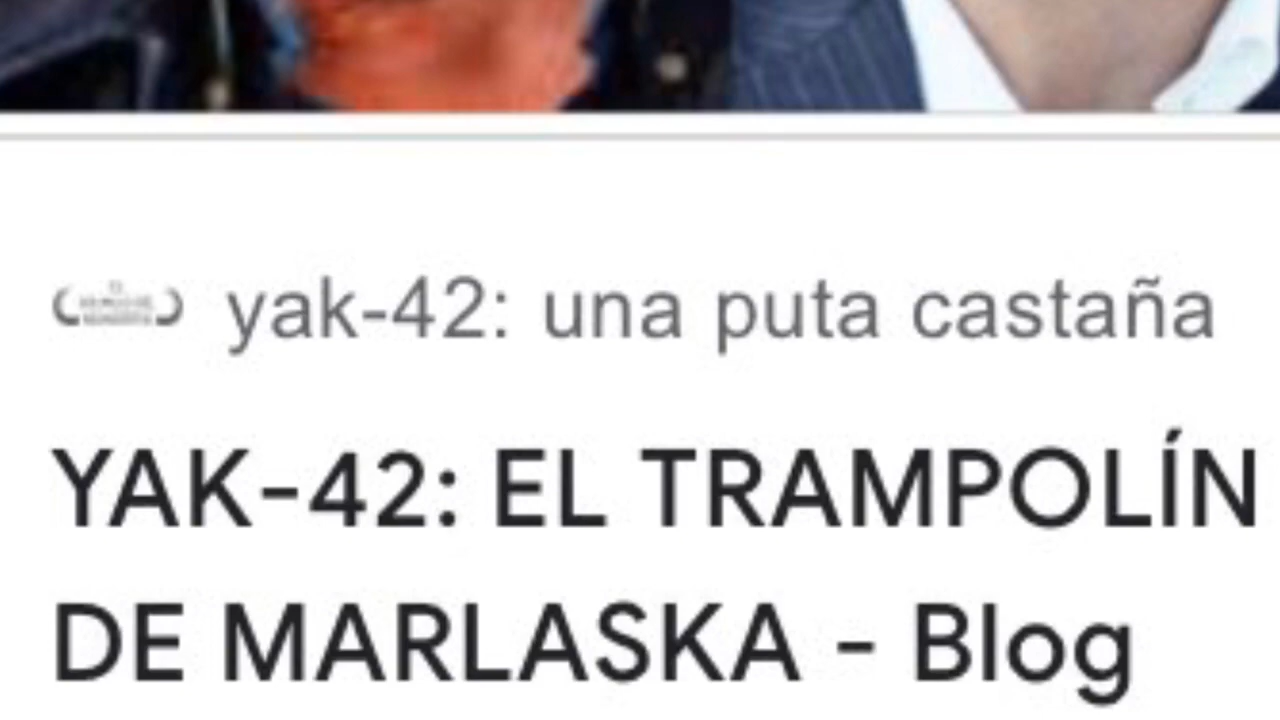 yak-42: una puta castaña
YAK-42: EL TRAMPOLÍN
DE MARLASKA - Blog